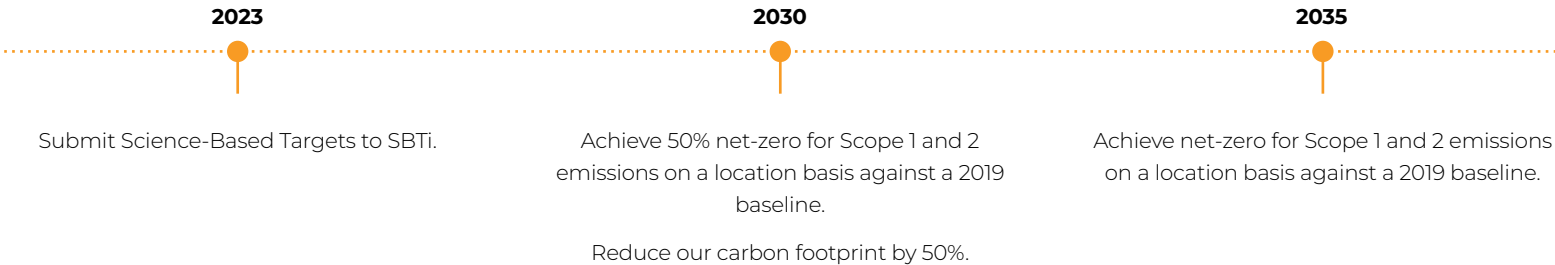 2023
Submit Science-Based Targets to SBTi.
2030
Achieve 50% net-zero for Scope 1 and 2
emissions on a location basis against a 2019
baseline.
Reduce our carbon footprint by 50%.
2035
Achieve net-zero for Scope 1 and 2 emissions
on a location basis against a 2019 baseline.